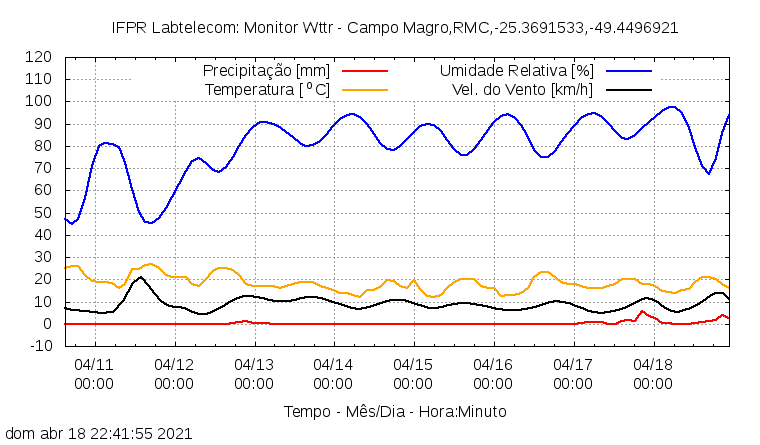 IFPR Labtelecom: Monitor Wttr - Campo Magro,RMC,-25.3691533,-49.4496921
Precipitação [mm]
Umidade Relativa [%]
Temperatura [ ⁰C]
Vel. do Vento [km/h]
120
110
100
90
80
70
60
50
40
30
20
10
0
-10
04/11 04/12 04/13 04/14 04/15 04/16 04/17 04/18
00:00 00:00 00:00 00:00 00:00 00:00 00:00 00:00
Tempo - Mês/Dia - Hora:Minuto
dom abr 18 22:41:55 2021